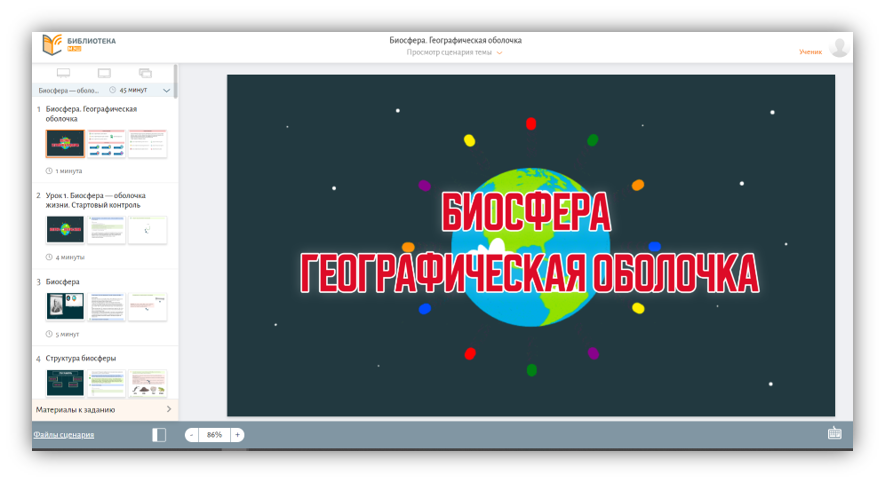 БИБЛИОТЕКА
МЭШ
Биосфера. Географическая оболочка
Просмотр сценария темы
Ученик
Биосфера — оболо... 45 минут
1 Биосфера. Географическая
оболочка
1 минута
2 Урок 1. Биосфера — оболочка
жизни. Стартовый контроль
4 минуты
3 Биосфера
5 минут
4 Структура биосферы
Материалы к заданию
Файлы сценария
- 86% +
БИОСФЕРА
ГЕОГРАФИЧЕСКАЯ ОБОЛОЧКА